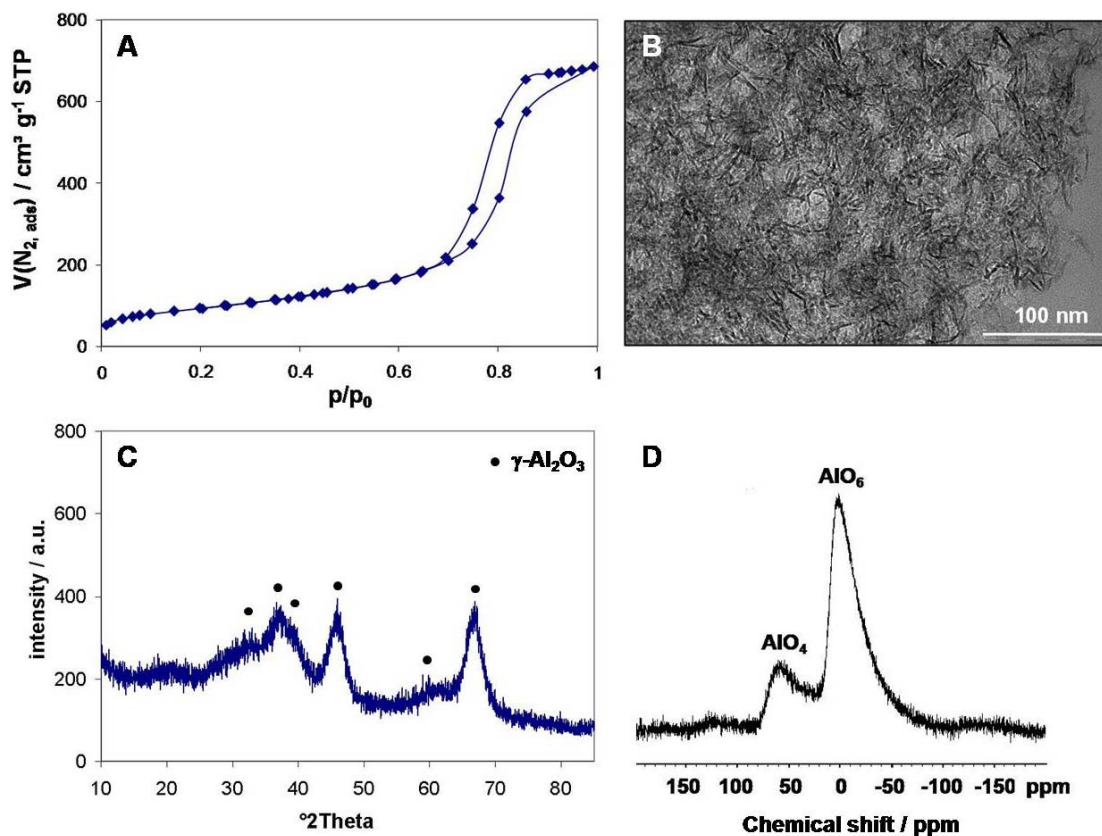 A
800
600
400
200
0
V(N₂, ads) / cm³ g⁻¹ STP
0 0.2 0.4 0.6 0.8 1
p/p₀
B
100 nm
C
γ-Al₂O₃
800
600
400
200
0
intensity / a.u.
10 20 30 40 50 60 70 80
°2Theta
D
AlO₆
AlO₄
150 100 50 0 -50 -100 -150 ppm
Chemical shift / ppm